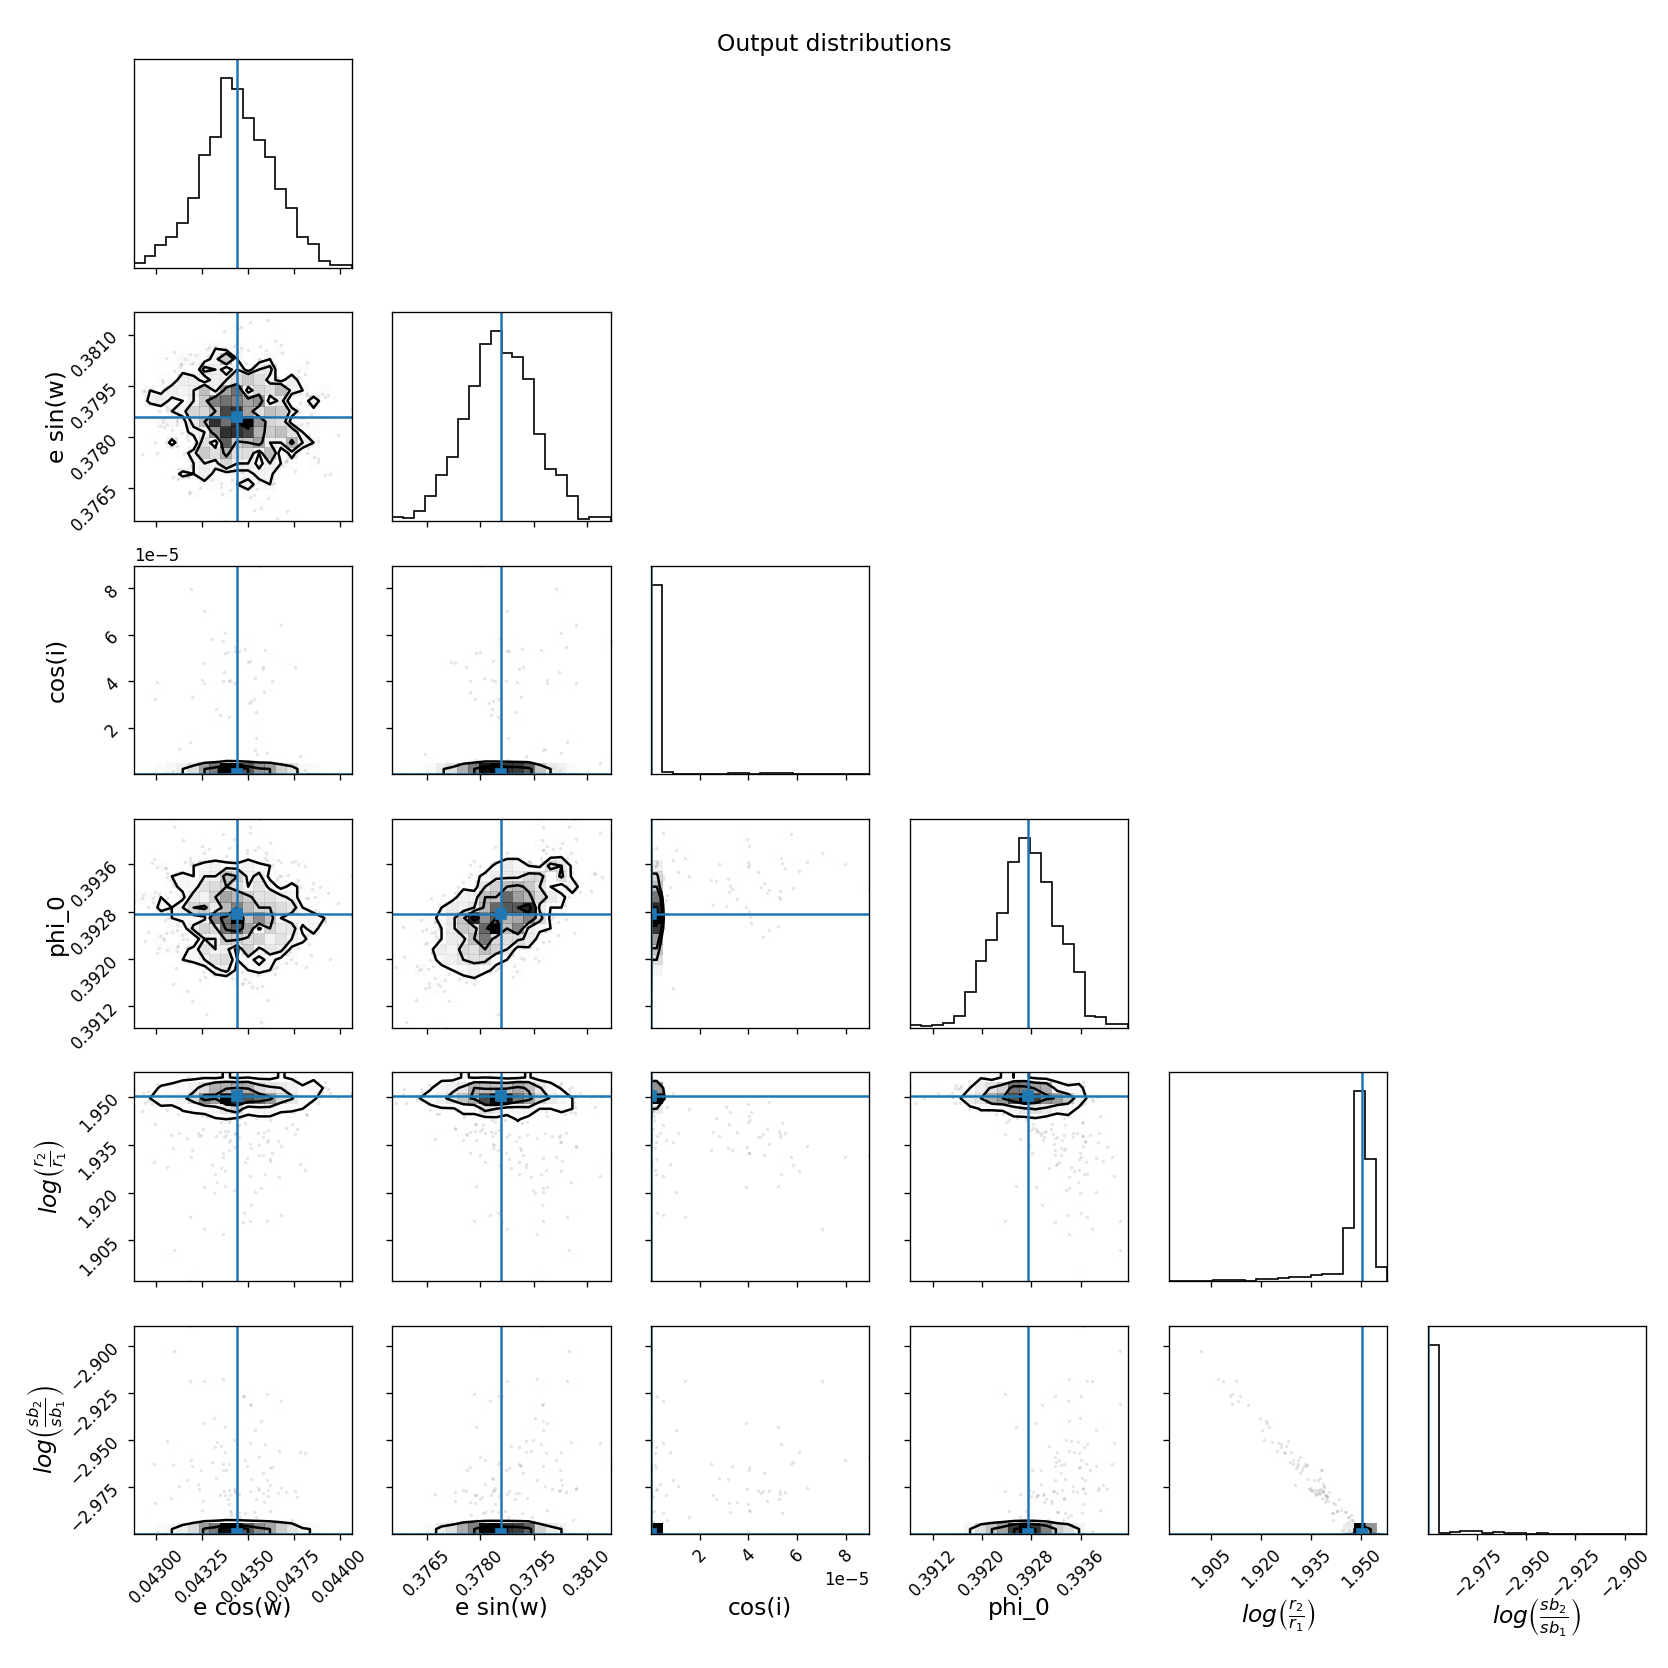 Output distributions
0.3810
0.3795
0.3780
0.3765
e sin(w)
1e−5
8
6
4
2
cos(i)
0.3936
0.3928
0.3920
0.3912
phi_0
1.950
1.935
1.920
1.905
log(r₂/r₁)
−2.900
−2.925
−2.950
−2.975
log(sb₂/sb₁)
0.04300 0.04325 0.04350 0.04375 0.04400
0.3765 0.3780 0.3795 0.3810
2 4 6 8
1e−5
0.3912 0.3920 0.3928 0.3936
1.905 1.920 1.935 1.950
−2.975 −2.950 −2.925 −2.900
e cos(w) e sin(w) cos(i) phi_0 log(r₂/r₁) log(sb₂/sb₁)